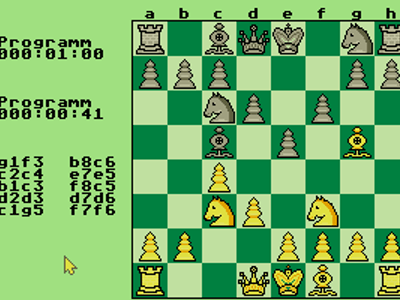 a b c d e f g h
Programm
000:01:00
Programm
000:00:41
g1f3 b8c6
c2c4 e7e5
b1c3 f8c5
d2d3 d7d6
c1g5 f7f6